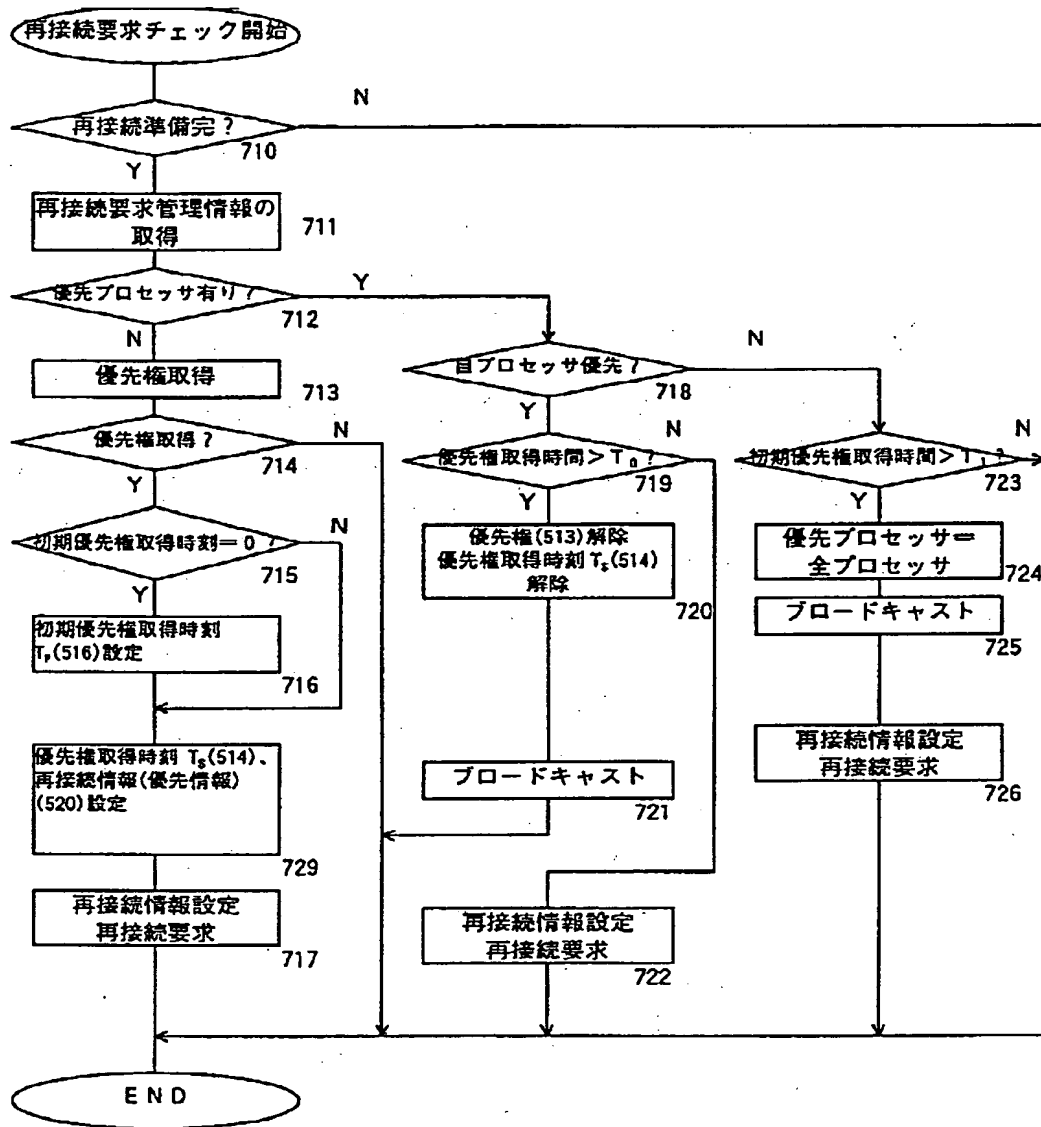 再接続要求チェック開始
N
再接続準備完?
710
Y
再接続要求管理情報の
取得
711
優先プロセッサ有り?
Y
712
N
優先権取得
713
優先権取得?
N
714
Y
初期優先権取得時刻=0?
N
715
Y
初期優先権取得時刻
TF(516)設定
716
優先権取得時刻 TS(514)、
再接続情報(優先情報)
(520)設定
729
再接続情報設定
再接続要求
717
自プロセッサ優先?
N
718
Y
優先権取得時間>T0?
N
719
Y
優先権(513)解除
優先権取得時刻 Ts(514)
解除
720
ブロードキャスト
721
再接続情報設定
再接続要求
722
初期優先権取得時間>T1?
N
723
Y
優先プロセッサ=
全プロセッサ
724
ブロードキャスト
725
再接続情報設定
再接続要求
726
END